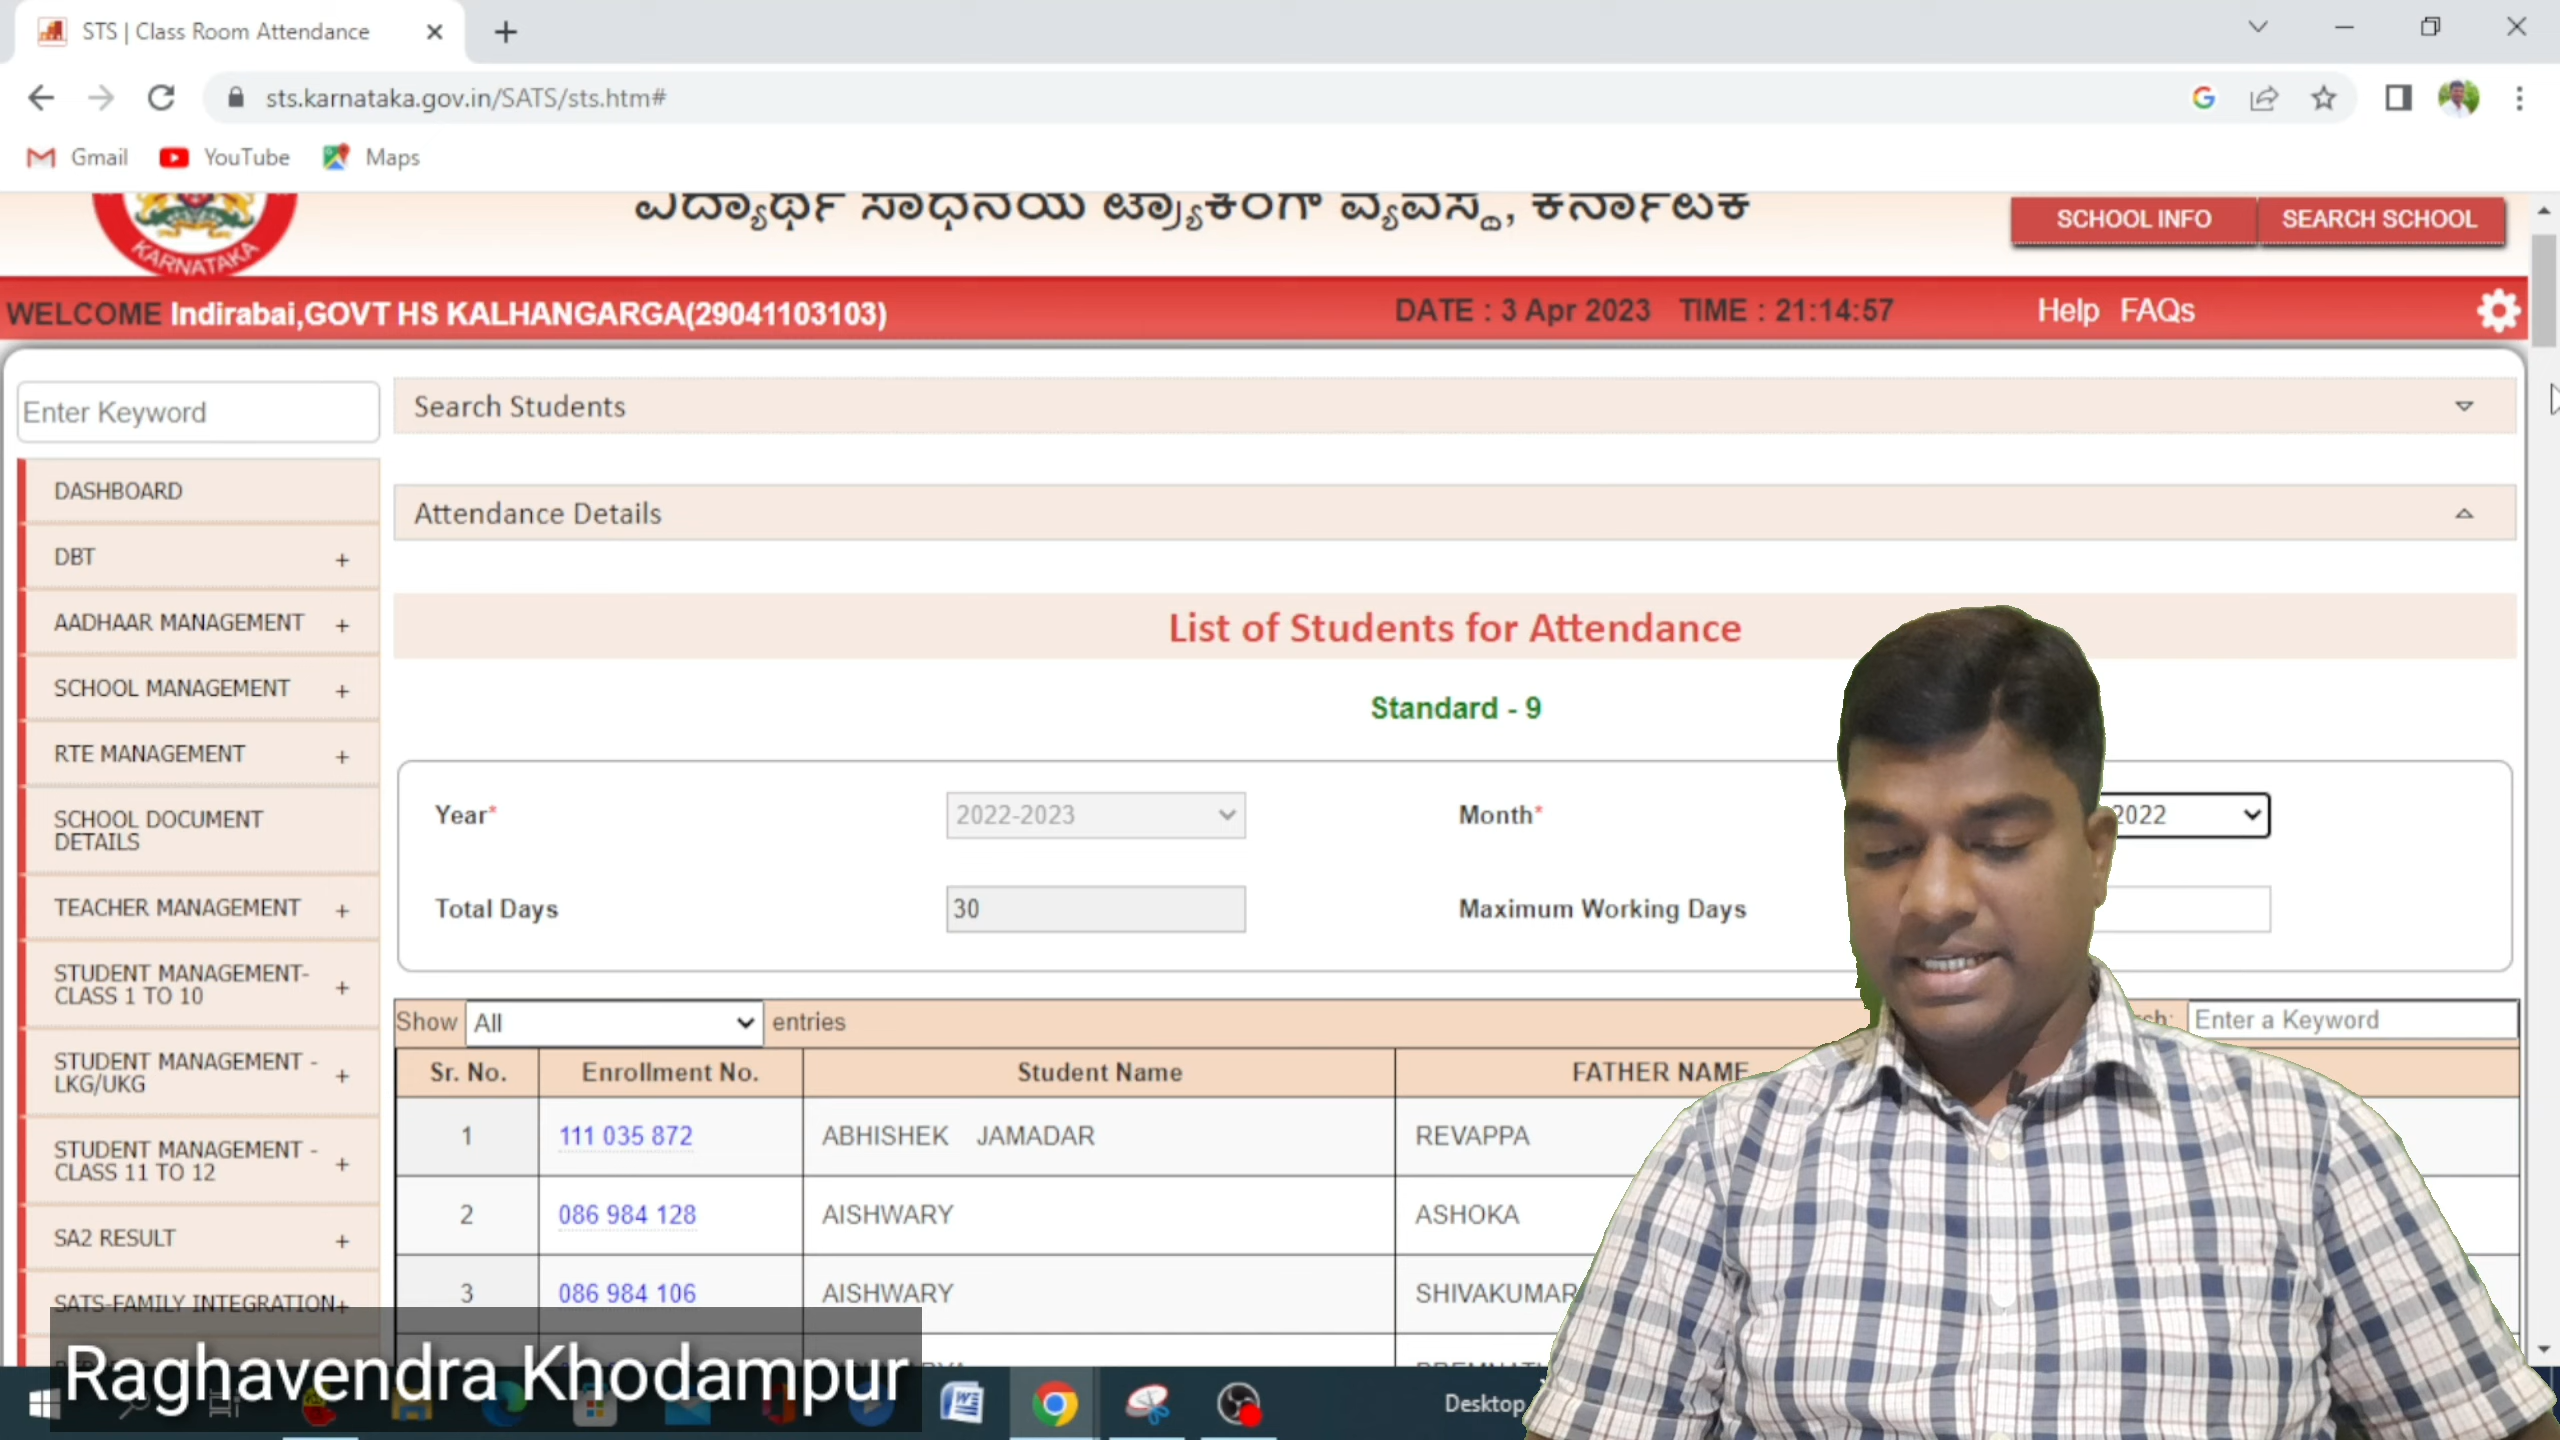 STS | Class Room Attendance
sts.karnataka.gov.in/SATS/sts.htm#
Gmail YouTube Maps
KARNATAKA
ವಿದ್ಯಾರ್ಥಿ ಸಾಧನೆಯ ಟ್ರ್ಯಾಕಿಂಗ್ ವ್ಯವಸ್ಥೆ, ಕರ್ನಾಟಕ
SCHOOL INFO SEARCH SCHOOL
WELCOME Indirabai,GOVT HS KALHANGARGA(29041103103) DATE : 3 Apr 2023 TIME : 21:14:57 Help FAQs
Enter Keyword
DASHBOARD
DBT +
AADHAAR MANAGEMENT +
SCHOOL MANAGEMENT +
RTE MANAGEMENT +
SCHOOL DOCUMENT
DETAILS
TEACHER MANAGEMENT +
STUDENT MANAGEMENT-
CLASS 1 TO 10 +
STUDENT MANAGEMENT -
LKG/UKG +
STUDENT MANAGEMENT -
CLASS 11 TO 12 +
SA2 RESULT +
SATS-FAMILY INTEGRATION+
Search Students
Attendance Details
List of Students for Attendance
Standard - 9
Year* 2022-2023 Month* 2022
Total Days 30 Maximum Working Days
Show All entries Enter a Keyword
Sr. No. Enrollment No. Student Name FATHER NAME
1 111 035 872 ABHISHEK JAMADAR REVAPPA
2 086 984 128 AISHWARY ASHOKA
3 086 984 106 AISHWARY SHIVAKUMAR
Raghavendra Khodampur
Desktop